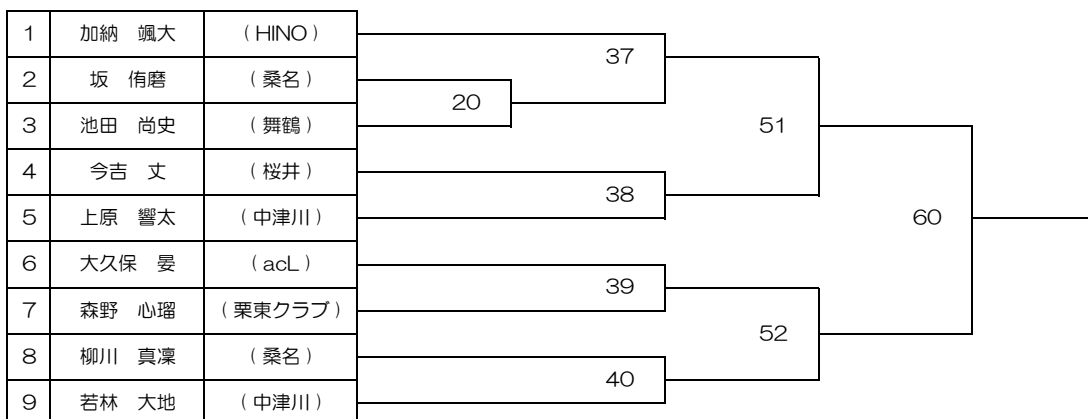 1 加納 颯大 (HINO)
37
2 坂 侑磨 (桑名)
20
3 池田 尚史 (舞鶴)
51
4 今吉 丈 (桜井)
38
5 上原 響太 (中津川)
60
6 大久保 晏 (acL)
39
7 森野 心瑠 (栗東クラブ)
52
8 柳川 真凜 (桑名)
40
9 若林 大地 (中津川)